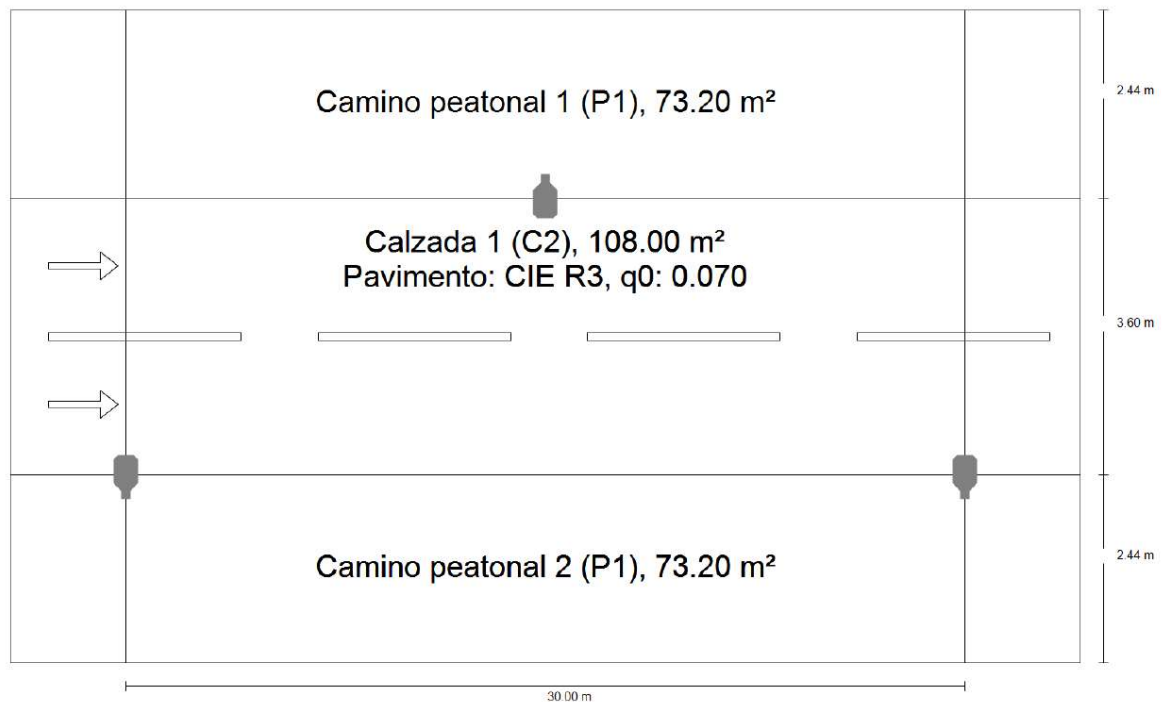 Camino peatonal 1 (P1), 73.20 m²
2.44 m
Calzada 1 (C2), 108.00 m²
Pavimento: CIE R3, q0: 0.070
3.60 m
Camino peatonal 2 (P1), 73.20 m²
2.44 m
30.00 m